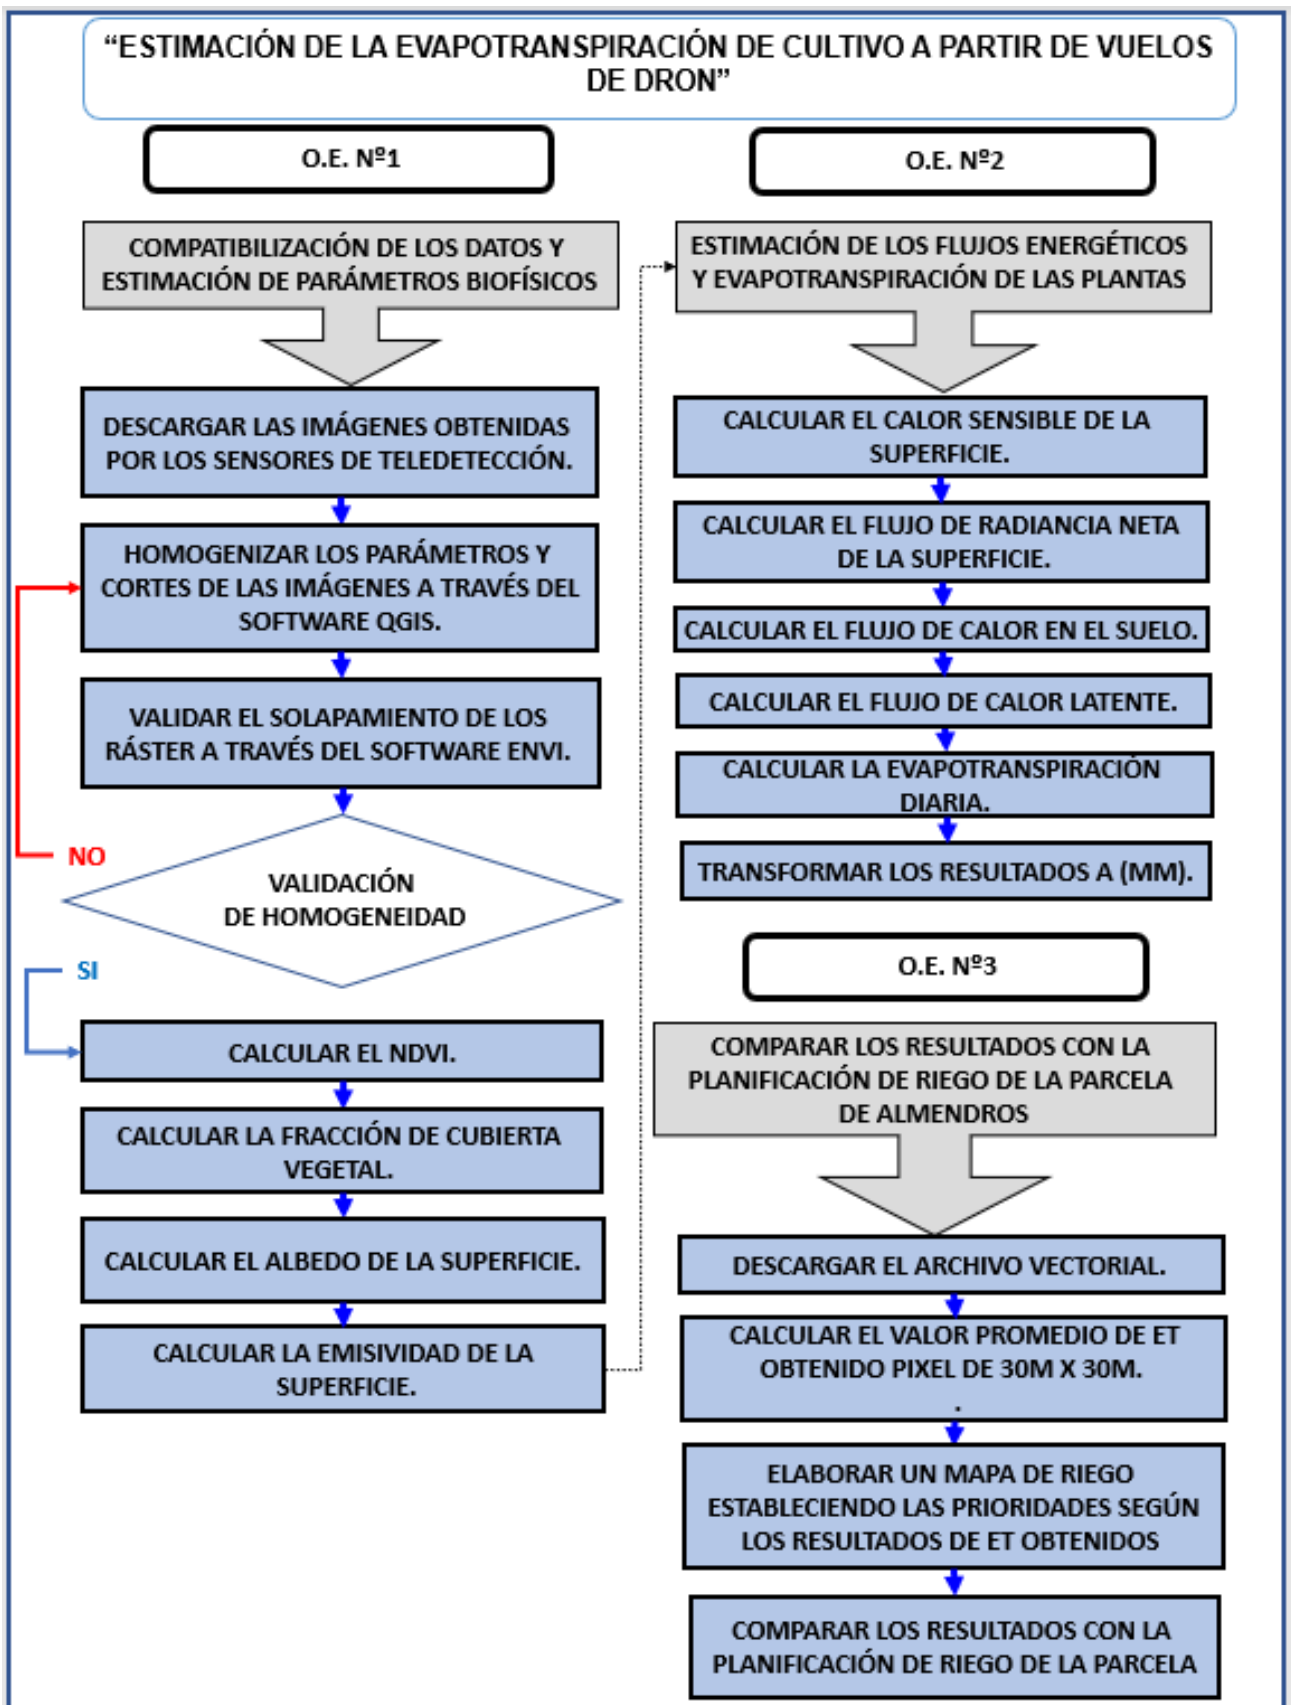 “ESTIMACIÓN DE LA EVAPOTRANSPIRACIÓN DE CULTIVO A PARTIR DE VUELOS
DE DRON”
O.E. Nº1
COMPATIBILIZACIÓN DE LOS DATOS Y
ESTIMACIÓN DE PARÁMETROS BIOFÍSICOS
DESCARGAR LAS IMÁGENES OBTENIDAS
POR LOS SENSORES DE TELEDETECCIÓN.
HOMOGENIZAR LOS PARÁMETROS Y
CORTES DE LAS IMÁGENES A TRAVÉS DEL
SOFTWARE QGIS.
VALIDAR EL SOLAPAMIENTO DE LOS
RÁSTER A TRAVÉS DEL SOFTWARE ENVI.
NO
VALIDACIÓN
DE HOMOGENEIDAD
SI
CALCULAR EL NDVI.
CALCULAR LA FRACCIÓN DE CUBIERTA
VEGETAL.
CALCULAR EL ALBEDO DE LA SUPERFICIE.
CALCULAR LA EMISIVIDAD DE LA
SUPERFICIE.
O.E. Nº2
ESTIMACIÓN DE LOS FLUJOS ENERGÉTICOS
Y EVAPOTRANSPIRACIÓN DE LAS PLANTAS
CALCULAR EL CALOR SENSIBLE DE LA
SUPERFICIE.
CALCULAR EL FLUJO DE RADIANCIA NETA
DE LA SUPERFICIE.
CALCULAR EL FLUJO DE CALOR EN EL SUELO.
CALCULAR EL FLUJO DE CALOR LATENTE.
CALCULAR LA EVAPOTRANSPIRACIÓN
DIARIA.
TRANSFORMAR LOS RESULTADOS A (MM).
O.E. Nº3
COMPARAR LOS RESULTADOS CON LA
PLANIFICACIÓN DE RIEGO DE LA PARCELA
DE ALMENDROS
DESCARGAR EL ARCHIVO VECTORIAL.
CALCULAR EL VALOR PROMEDIO DE ET
OBTENIDO PIXEL DE 30M X 30M.
.
ELABORAR UN MAPA DE RIEGO
ESTABLECIENDO LAS PRIORIDADES SEGÚN
LOS RESULTADOS DE ET OBTENIDOS
COMPARAR LOS RESULTADOS CON LA
PLANIFICACIÓN DE RIEGO DE LA PARCELA